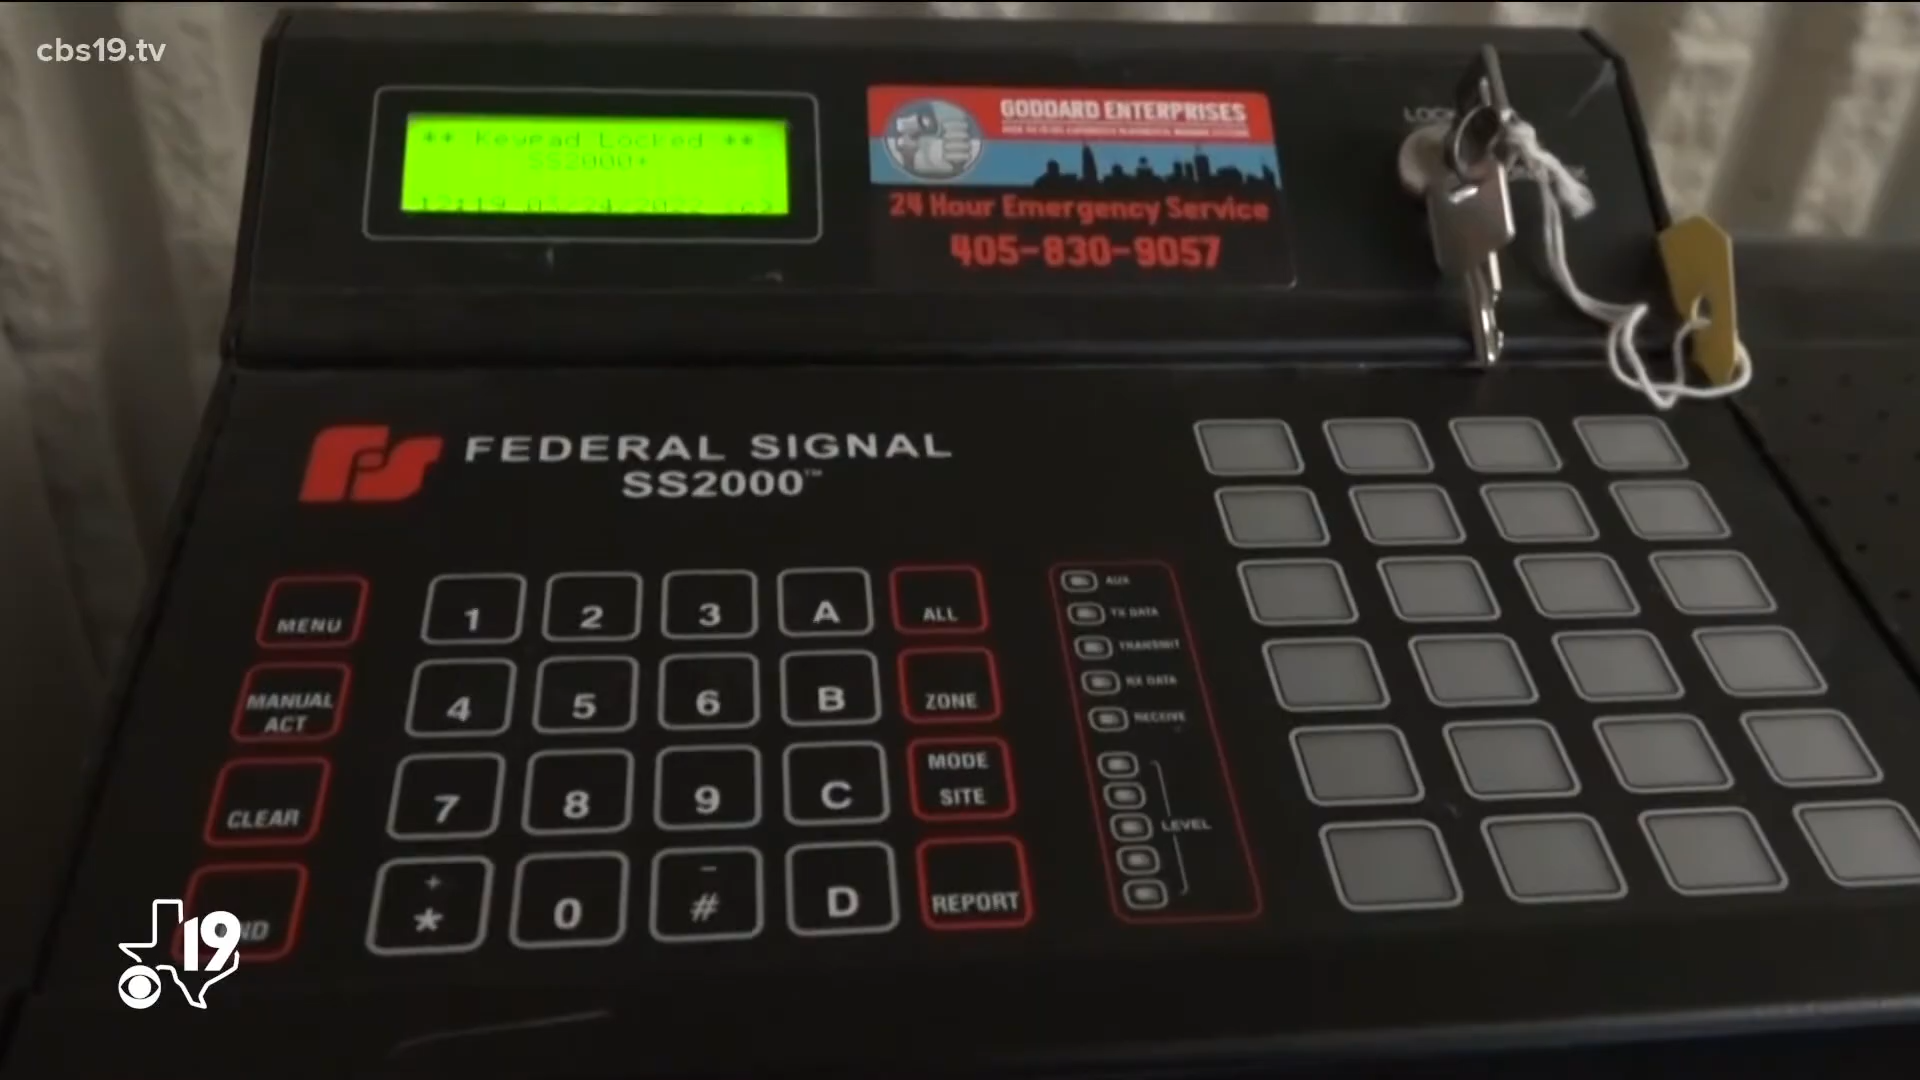 cbs19.tv
** Keypad Locked **
SS2000+
GODDARD ENTERPRISES
24 Hour Emergency Service
405-830-9057
FEDERAL SIGNAL
SS2000™
MENU
1
2
3
A
ALL
MANUAL
ACT
4
5
6
B
ZONE
CLEAR
7
8
9
C
MODE
SITE
+
*
0
-
#
D
REPORT
AUX
TX DATA
TRANSMIT
RX DATA
RECEIVE
LEVEL
19